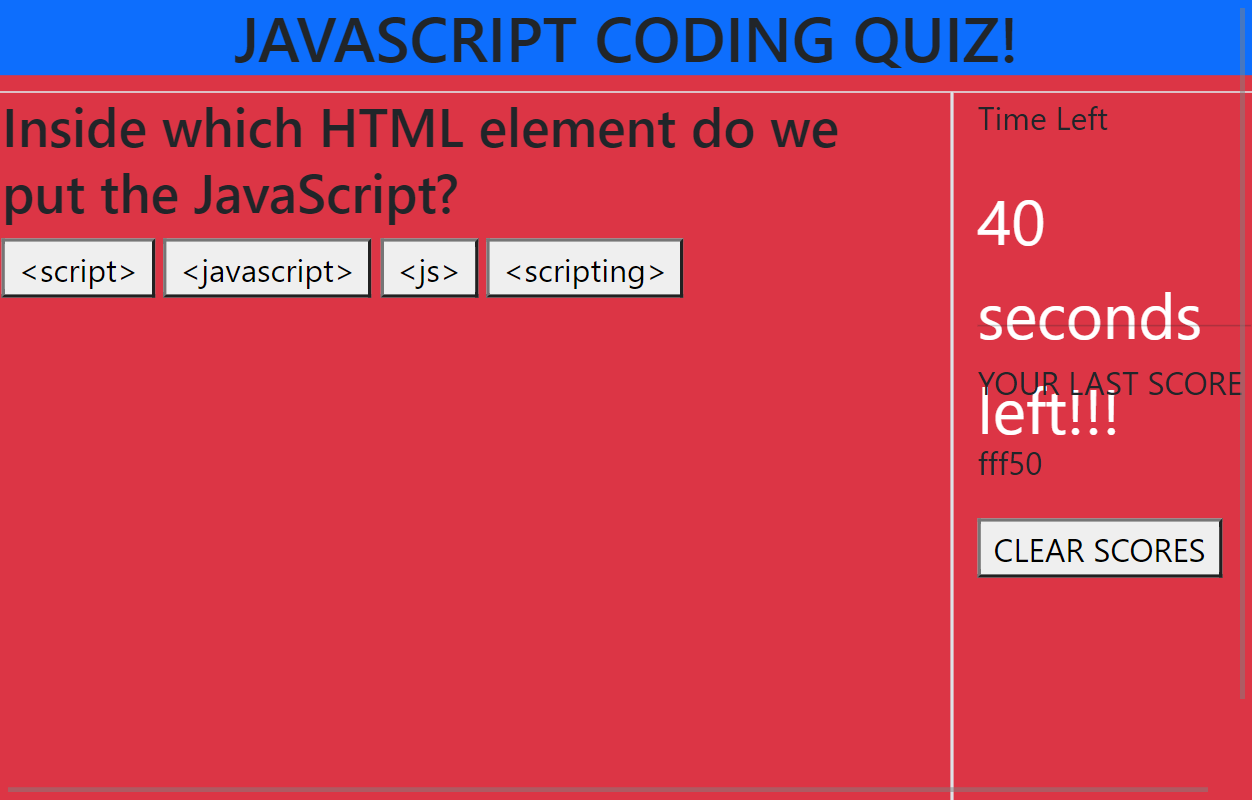 JAVASCRIPT CODING QUIZ!
Inside which HTML element do we
put the JavaScript?
<script> <javascript> <js> <scripting>
Time Left
40
seconds
left!!!
YOUR LAST SCORE
fff50
CLEAR SCORES